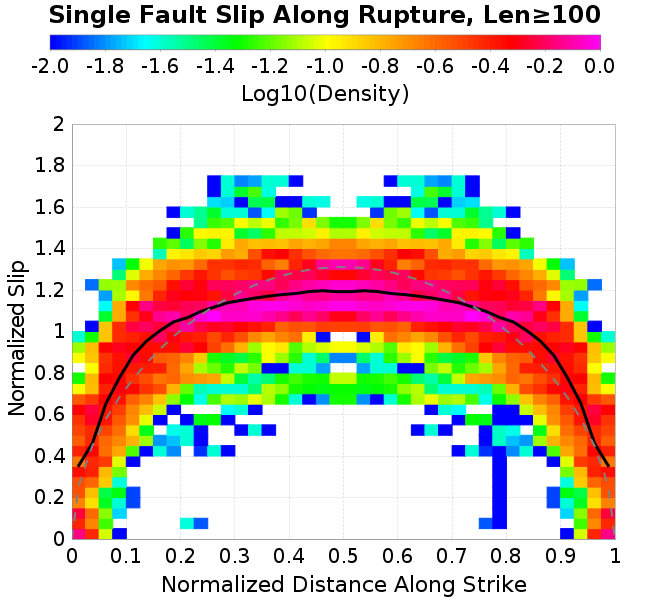 Single Fault Slip Along Rupture, Len≥100
-2.0 -1.8 -1.6 -1.4 -1.2 -1.0 -0.8 -0.6 -0.4 -0.2 0.0
Log10(Density)
2
1.8
1.6
1.4
1.2
1
0.8
0.6
0.4
0.2
0
Normalized Slip
0 0.1 0.2 0.3 0.4 0.5 0.6 0.7 0.8 0.9 1
Normalized Distance Along Strike